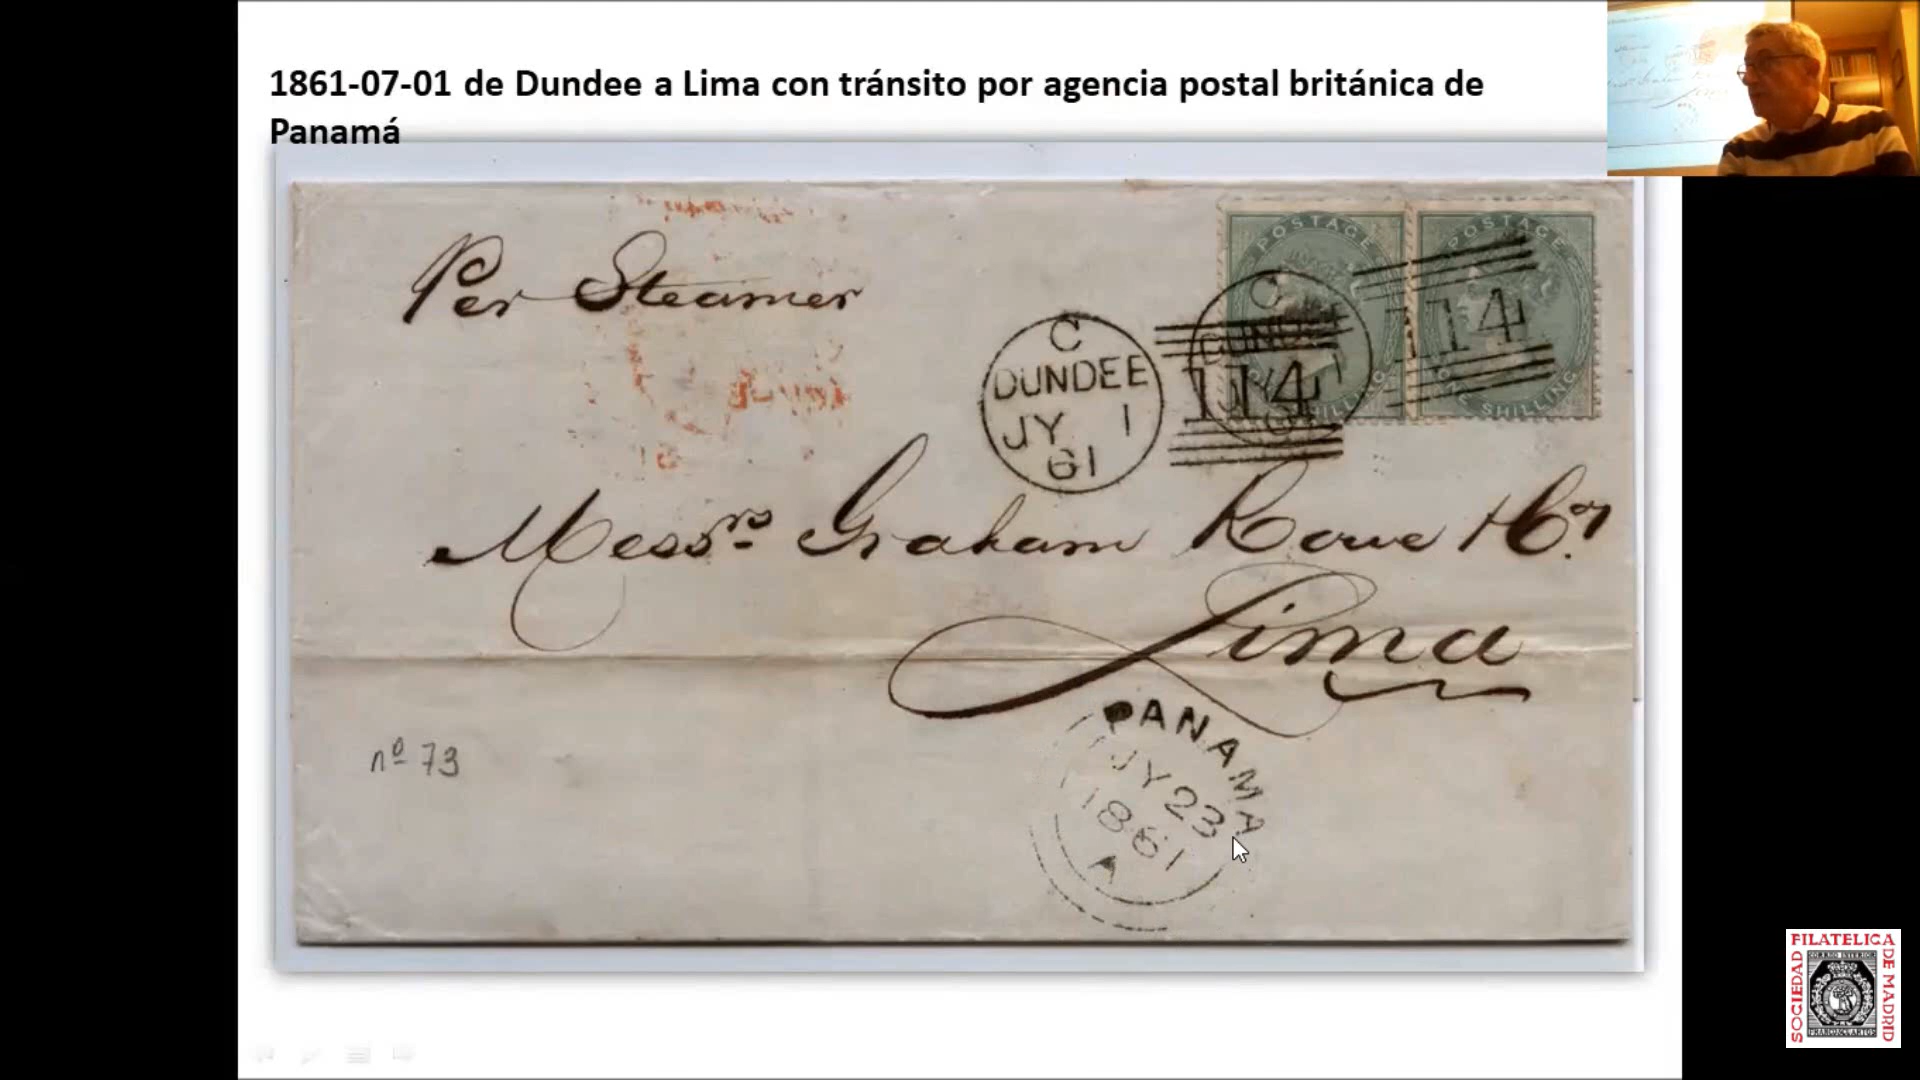 1861-07-01 de Dundee a Lima con tránsito por agencia postal británica de
Panamá
Per Steamer
POSTAGE
ONE SHILLING
POSTAGE
ONE SHILLING
C
DUNDEE
JY 1
61
114
114
Messrs Graham Rowe & Co
Lima
PANAMA
JY 23
1861
A
nº 73
SOCIEDAD
FILATELICA
DE MADRID